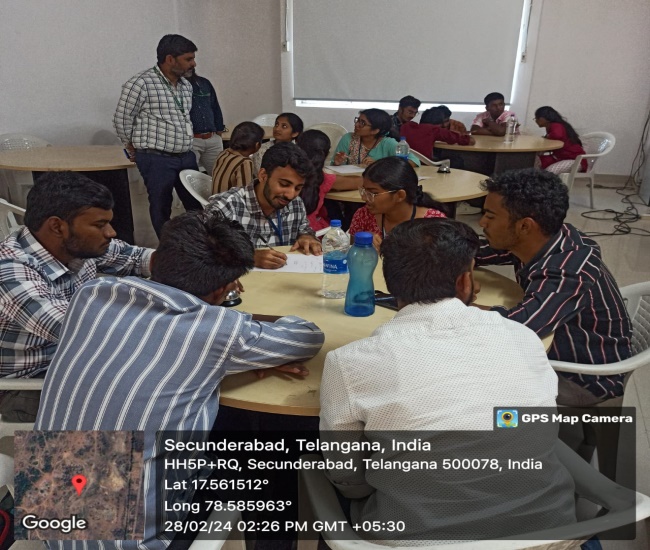 GPS Map Camera
Secunderabad, Telangana, India
HH5P+RQ, Secunderabad, Telangana 500078, India
Lat 17.561512°
Long 78.585963°
28/02/24 02:26 PM GMT +05:30
Google